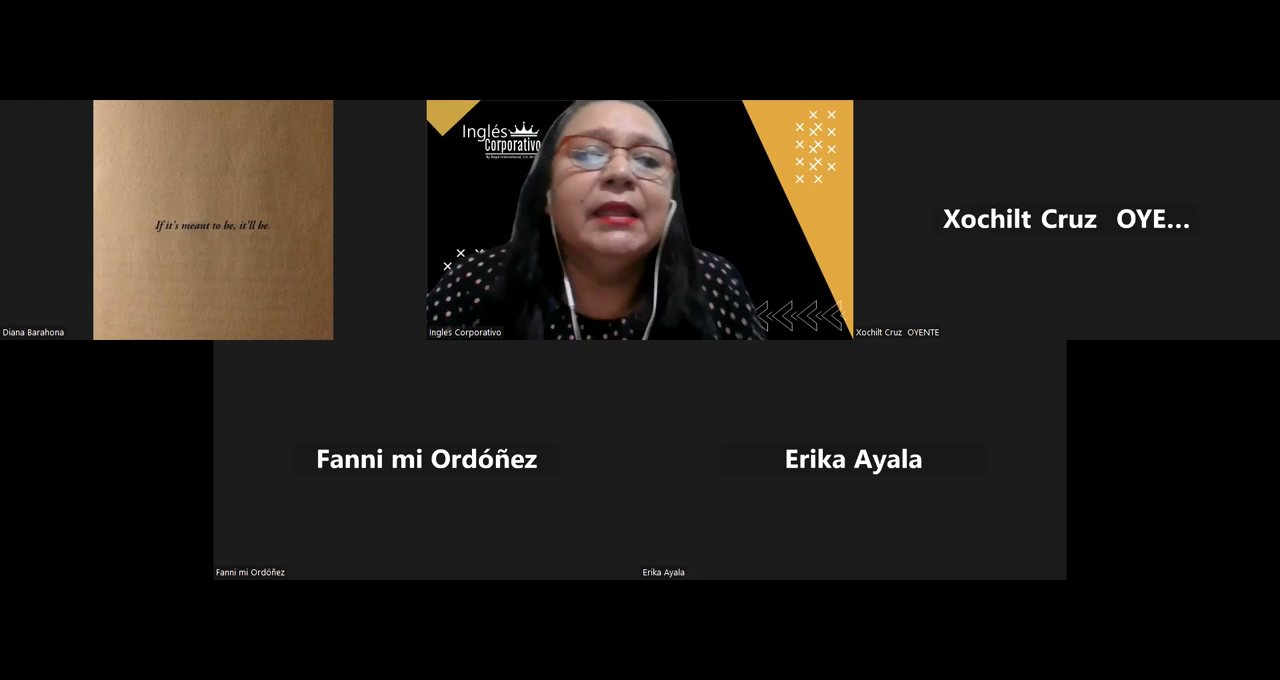 If it's meant to be, it'll be.
Diana Barahona
Inglés
Corporativo
Ingles Corporativo
Xochilt Cruz OYE...
Xochilt Cruz OYENTE
Fanni mi Ordóñez
Fanni mi Ordóñez
Erika Ayala
Erika Ayala